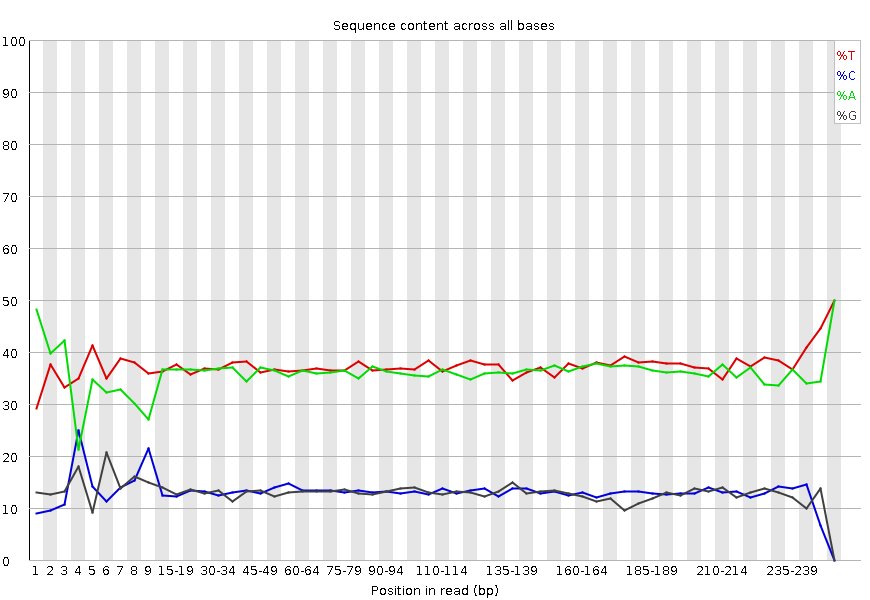 Sequence content across all bases
100
90
80
70
60
50
40
30
20
10
0
%T
%C
%A
%G
1 2 3 4 5 6 7 8 9 15-19 30-34 45-49 60-64 75-79 90-94 110-114 135-139 160-164 185-189 210-214 235-239
Position in read (bp)